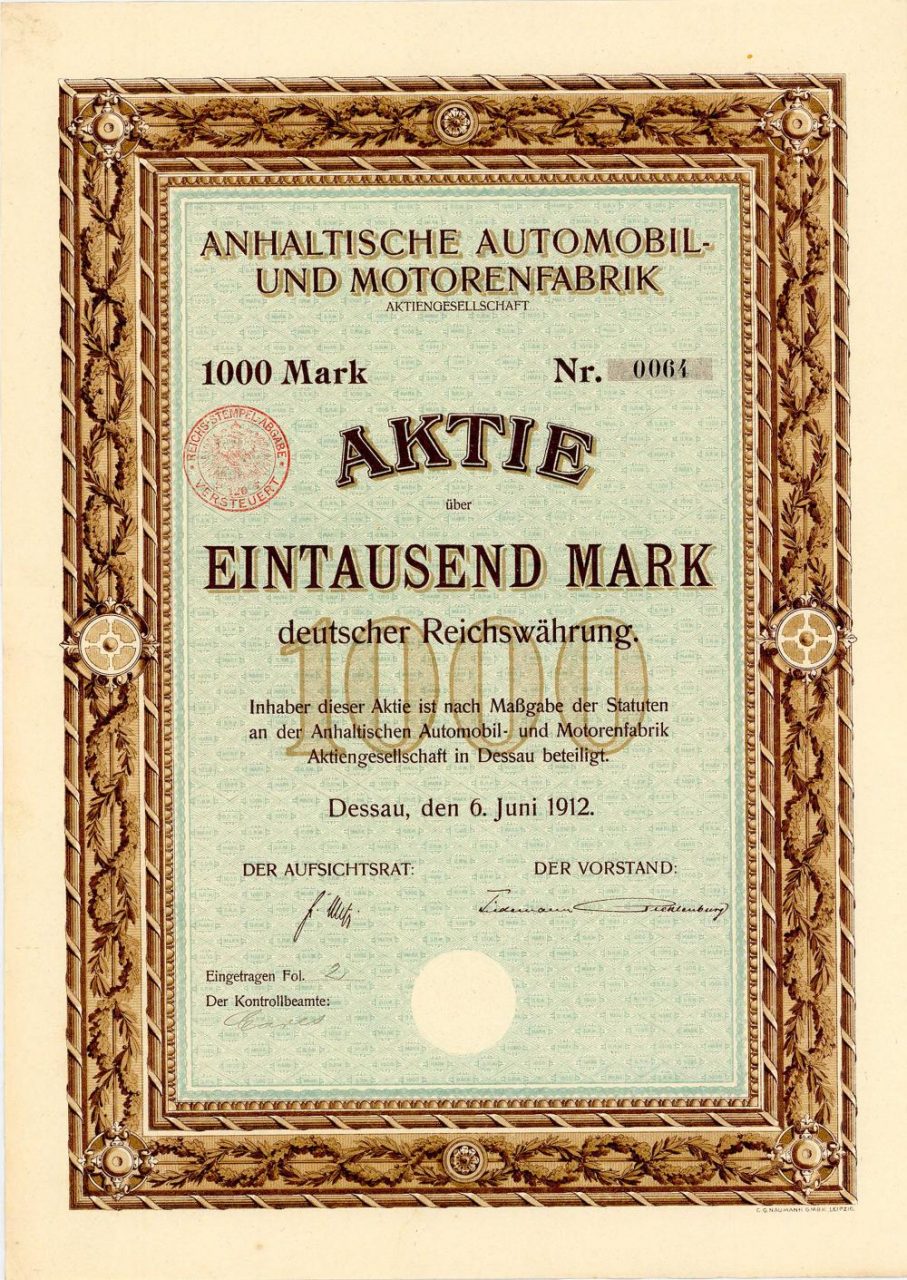 ANHALTISCHE AUTOMOBIL-
UND MOTORENFABRIK
AKTIENGESELLSCHAFT
1000 Mark Nr. 0064
REICHS-STEMPELABGABE
VERSTEUERT
AKTIE
über
EINTAUSEND MARK
deutscher Reichswährung.
1000
Inhaber dieser Aktie ist nach Maßgabe der Statuten
an der Anhaltischen Automobil- und Motorenfabrik
Aktiengesellschaft in Dessau beteiligt.
Dessau, den 6. Juni 1912.
DER AUFSICHTSRAT: DER VORSTAND:
Eingetragen Fol. 2
Der Kontrollbeamte:
C. G. NAUMANN G.M.B.H. LEIPZIG.